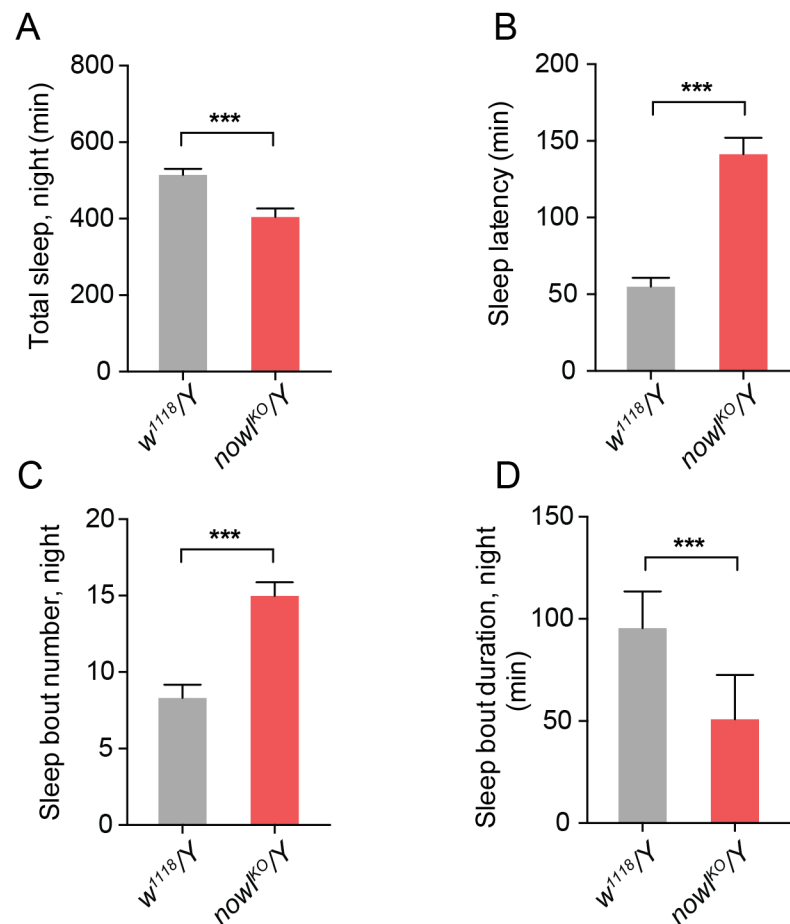 A
Total sleep, night (min)
800
600
400
200
0
***
w¹¹¹⁸/Y
nowlᴷᴼ/Y
B
Sleep latency (min)
200
150
100
50
0
***
w¹¹¹⁸/Y
nowlᴷᴼ/Y
C
Sleep bout number, night
20
15
10
5
0
***
w¹¹¹⁸/Y
nowlᴷᴼ/Y
D
Sleep bout duration, night
(min)
150
100
50
0
***
w¹¹¹⁸/Y
nowlᴷᴼ/Y